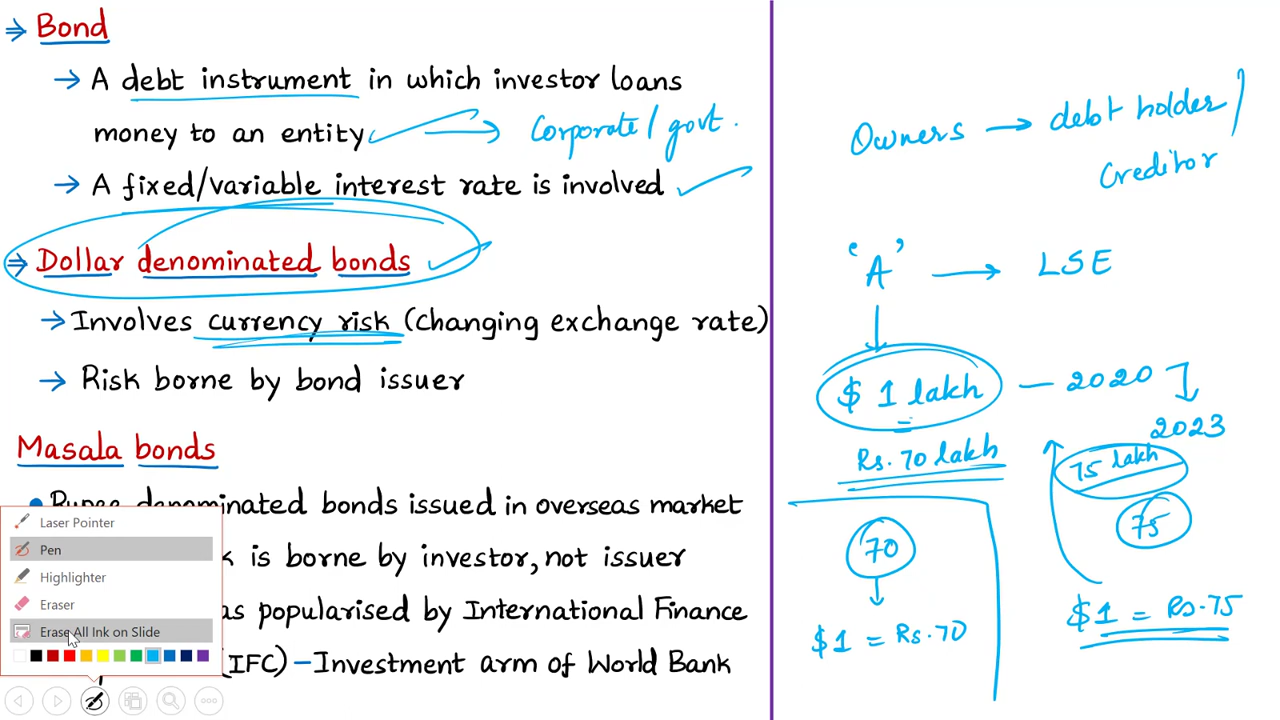 ⇒ Bond
→ A debt instrument in which investor loans
money to an entity → Corporate/ govt.
→ A fixed/variable interest rate is involved
⇒ Dollar denominated bonds
→ Involves currency risk (changing exchange rate)
→ Risk borne by bond issuer
Masala bonds
• Rupee denominated bonds issued in overseas market
is borne by investor, not issuer
popularised by International Finance
(IFC) – Investment arm of World Bank
Laser Pointer
Pen
Highlighter
Eraser
Erase All Ink on Slide
Owners → debt holder/
Creditor
'A' → LSE
$ 1 lakh — 2020
2023
Rs. 70 lakh
75 lakh
70
75
$1 = Rs. 70
$1 = Rs. 75